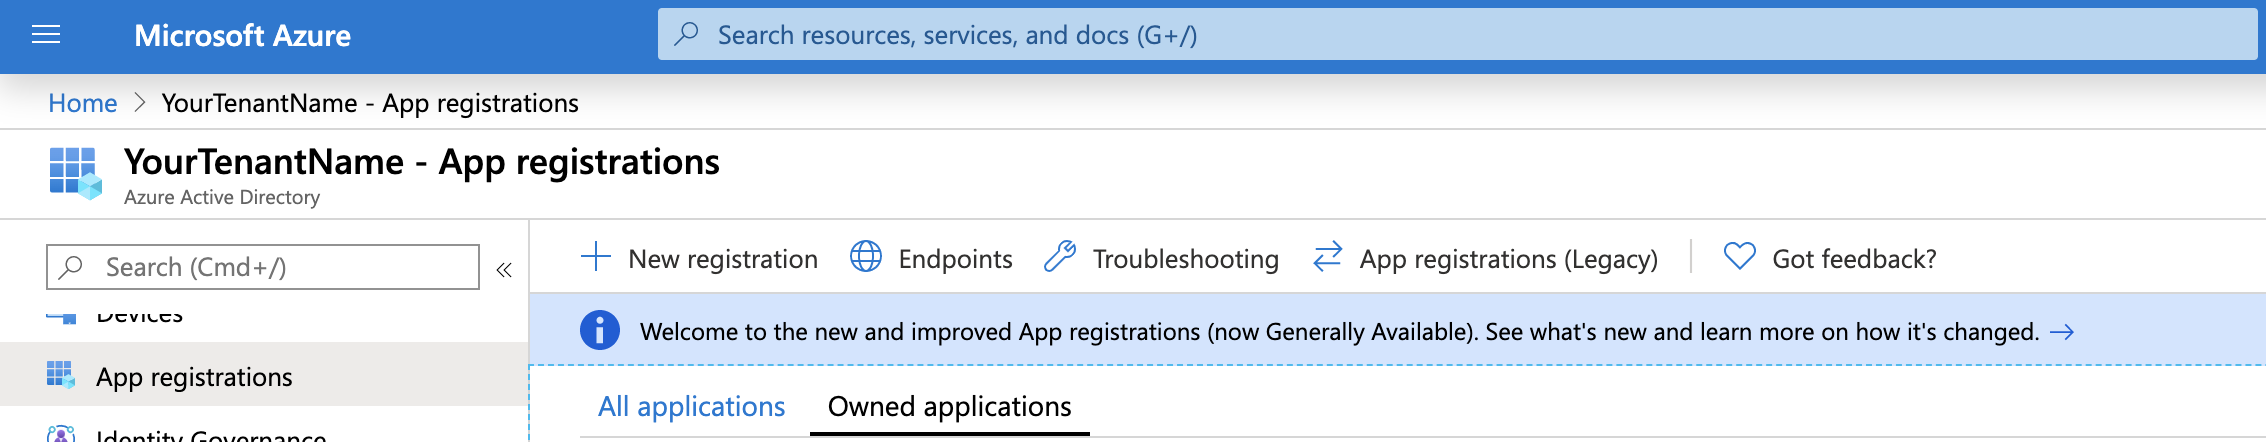 Microsoft Azure
Search resources, services, and docs (G+/)
Home > YourTenantName - App registrations
YourTenantName - App registrations
Azure Active Directory
Search (Cmd+/)
«
New registration
Endpoints
Troubleshooting
App registrations (Legacy)
Got feedback?
Welcome to the new and improved App registrations (now Generally Available). See what's new and learn more on how it's changed. →
Devices
App registrations
Identity Governance
All applications
Owned applications